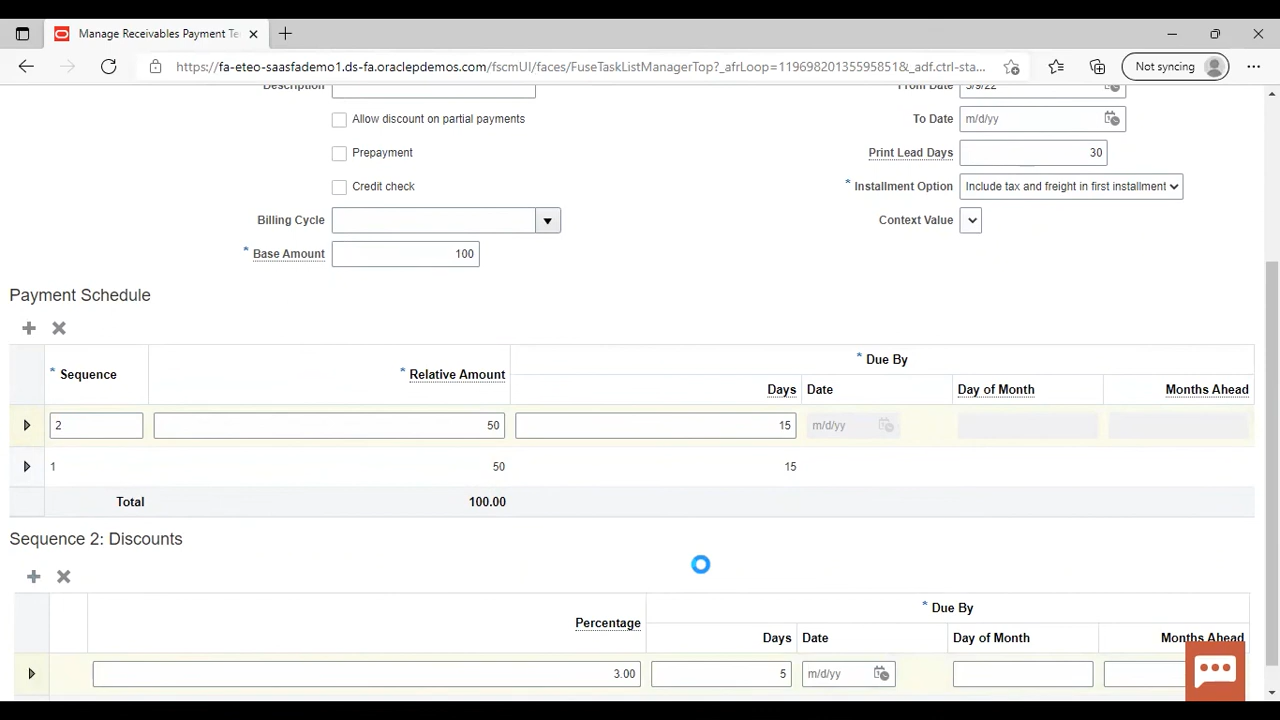 Manage Receivables Payment Te
https://fa-eteo-saasfademo1.ds-fa.oraclepdemos.com/fscmUI/faces/FuseTaskListManagerTop?_afrLoop=11969820135595851&_adf.ctrl-sta...
Not syncing
Description
From Date 5/9/22
Allow discount on partial payments
To Date m/d/yy
Prepayment
Print Lead Days 30
Credit check
* Installment Option Include tax and freight in first installment
Billing Cycle
Context Value
* Base Amount 100
Payment Schedule
* Sequence * Relative Amount * Due By
Days Date Day of Month Months Ahead
2 50 15 m/d/yy
1 50 15
Total 100.00
Sequence 2: Discounts
Percentage * Due By
Days Date Day of Month Months Ahead
3.00 5 m/d/yy